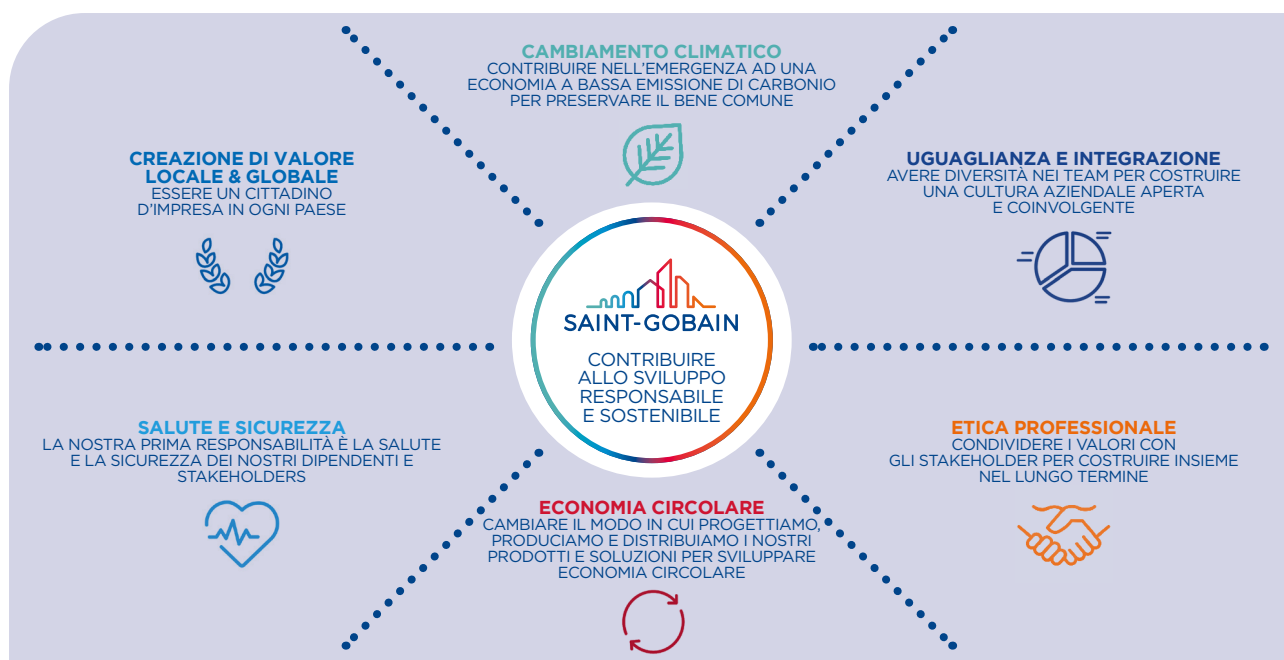 CAMBIAMENTO CLIMATICO
CONTRIBUIRE NELL'EMERGENZA AD UNA
ECONOMIA A BASSA EMISSIONE DI CARBONIO
PER PRESERVARE IL BENE COMUNE
CREAZIONE DI VALORE
LOCALE & GLOBALE
ESSERE UN CITTADINO
D'IMPRESA IN OGNI PAESE
UGUAGLIANZA E INTEGRAZIONE
AVERE DIVERSITÀ NEI TEAM PER COSTRUIRE
UNA CULTURA AZIENDALE APERTA
E COINVOLGENTE
SAINT-GOBAIN
CONTRIBUIRE
ALLO SVILUPPO
RESPONSABILE
E SOSTENIBILE
SALUTE E SICUREZZA
LA NOSTRA PRIMA RESPONSABILITÀ È LA SALUTE
E LA SICUREZZA DEI NOSTRI DIPENDENTI E
STAKEHOLDERS
ETICA PROFESSIONALE
CONDIVIDERE I VALORI CON
GLI STAKEHOLDER PER COSTRUIRE INSIEME
NEL LUNGO TERMINE
ECONOMIA CIRCOLARE
CAMBIARE IL MODO IN CUI PROGETTIAMO,
PRODUCIAMO E DISTRIBUIAMO I NOSTRI
PRODOTTI E SOLUZIONI PER SVILUPPARE
ECONOMIA CIRCOLARE